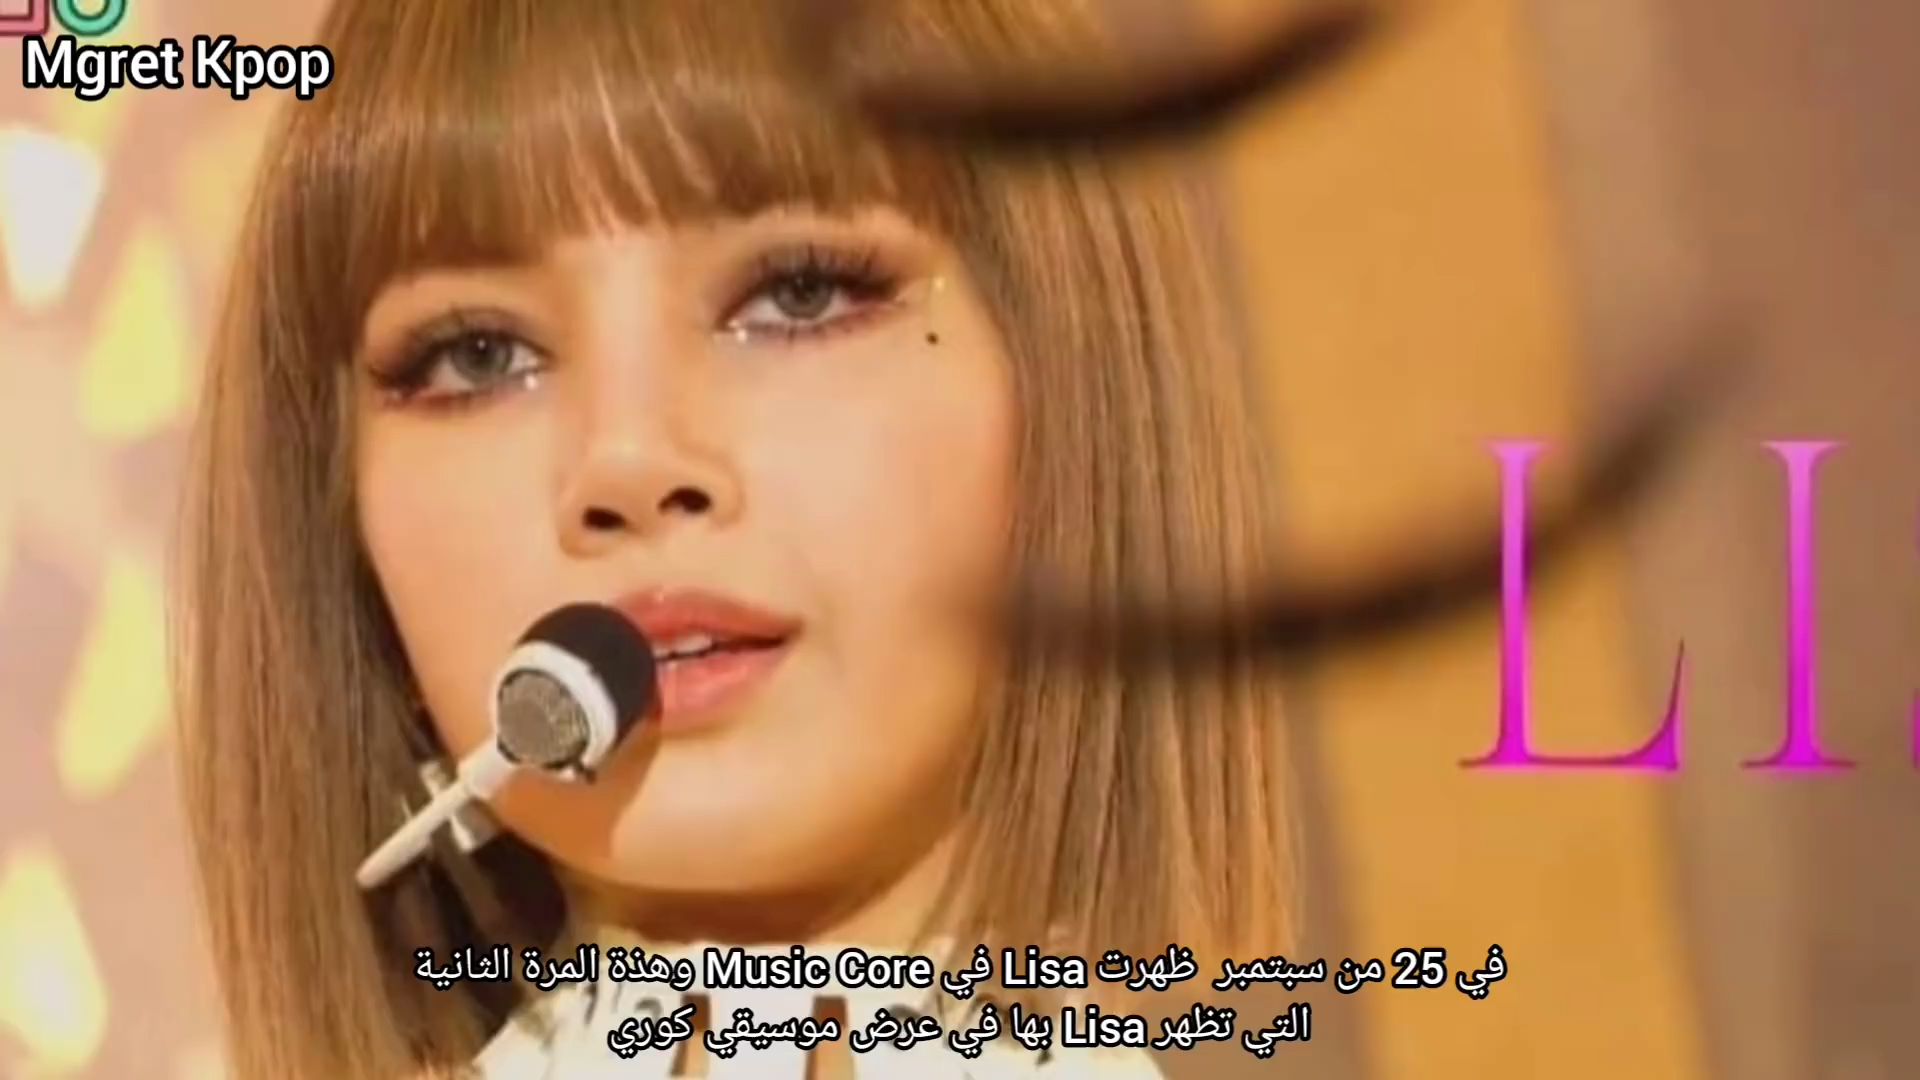 Mgret Kpop
LIS
في 25 من سبتمبر ظهرت Lisa في Music Core وهذة المرة الثانية
التي تظهر Lisa بها في عرض موسيقي كوري